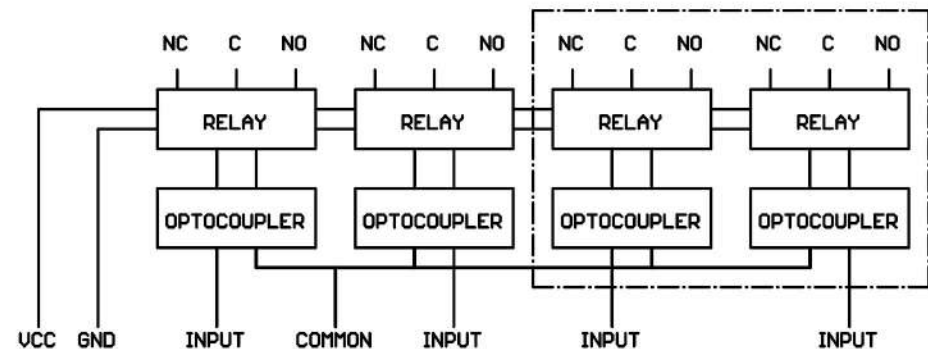 NC C NO NC C NO NC C NO NC C NO
RELAY RELAY RELAY RELAY
OPTOCOUPLER OPTOCOUPLER OPTOCOUPLER OPTOCOUPLER
VCC GND INPUT COMMON INPUT INPUT INPUT